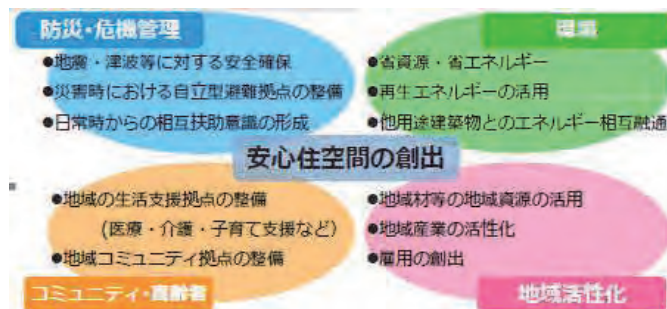 防災・危機管理
●地震・津波等に対する安全確保
●災害時における自立型避難拠点の整備
●日常時からの相互扶助意識の形成
環境
●省資源・省エネルギー
●再生エネルギーの活用
●他用途建築物とのエネルギー相互融通
安心住空間の創出
●地域の生活支援拠点の整備
(医療・介護・子育て支援など)
●地域コミュニティ拠点の整備
コミュニティ・高齢者
●地域材等の地域資源の活用
●地域産業の活性化
●雇用の創出
地域活性化